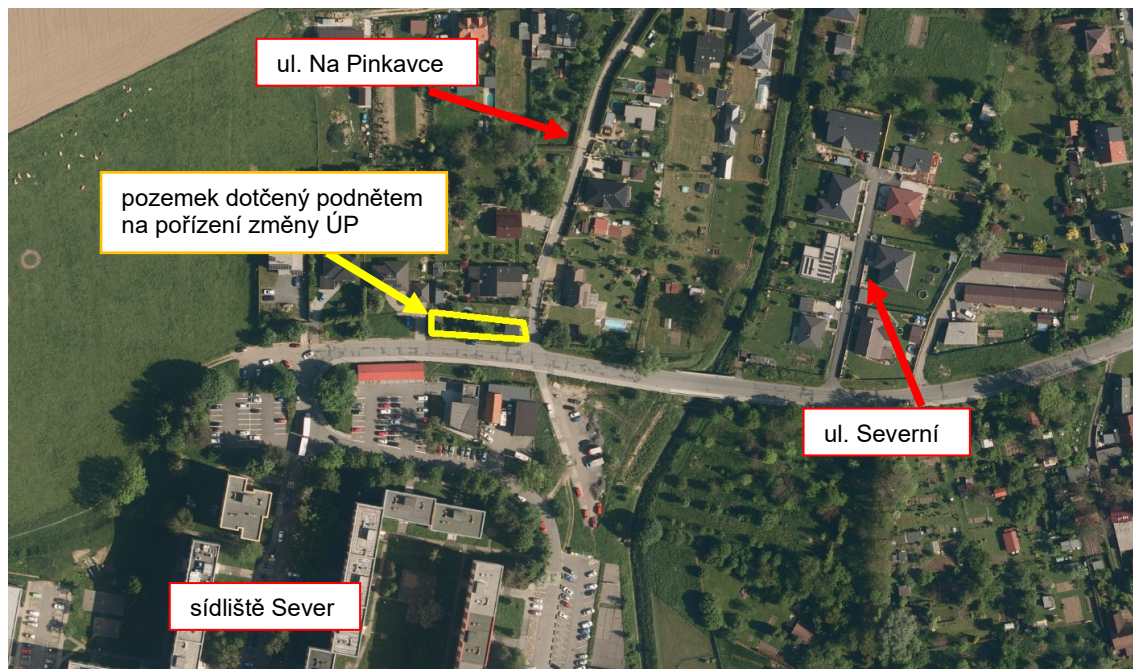 ul. Na Pinkavce
pozemek dotčený podnětem
na pořízení změny ÚP
ul. Severní
sídliště Sever